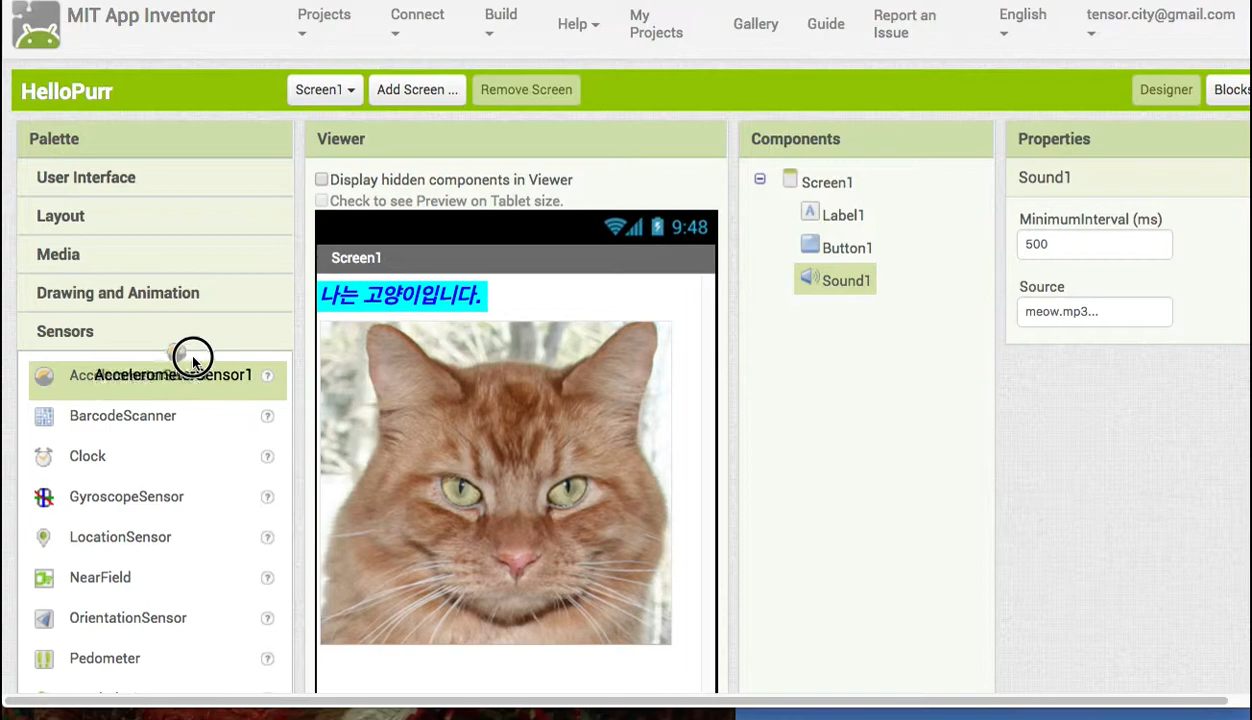 MIT App Inventor
Projects
Connect
Build
Help
My Projects
Gallery
Guide
Report an Issue
English
tensor.city@gmail.com
HelloPurr
Screen1
Add Screen ...
Remove Screen
Designer
Blocks
Palette
User Interface
Layout
Media
Drawing and Animation
Sensors
AccelerometerSensor1
BarcodeScanner
Clock
GyroscopeSensor
LocationSensor
NearField
OrientationSensor
Pedometer
Viewer
Display hidden components in Viewer
Check to see Preview on Tablet size.
9:48
Screen1
나는 고양이입니다.
Components
Screen1
Label1
Button1
Sound1
Properties
Sound1
MinimumInterval (ms)
500
Source
meow.mp3...